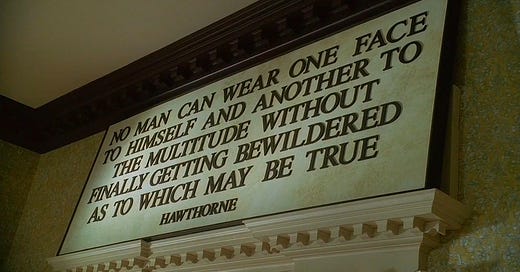 NO MAN CAN WEAR ONE FACE
TO HIMSELF AND ANOTHER TO
THE MULTITUDE WITHOUT
FINALLY GETTING BEWILDERED
AS TO WHICH MAY BE TRUE
HAWTHORNE